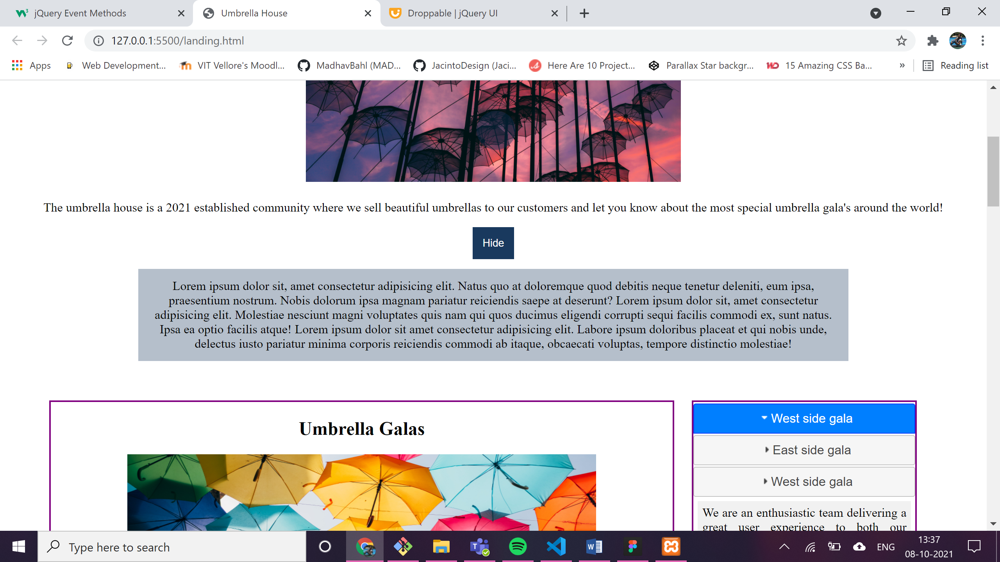 jQuery Event Methods
Umbrella House
Droppable | jQuery UI
127.0.0.1:5500/landing.html
Apps
Web Development...
VIT Vellore's Moodl...
MadhavBahl (MAD...
JacintoDesign (Jaci...
Here Are 10 Project...
Parallax Star backgr...
15 Amazing CSS Ba...
»
Reading list
The umbrella house is a 2021 established community where we sell beautiful umbrellas to our customers and let you know about the most special umbrella gala's around the world!
Hide
Lorem ipsum dolor sit, amet consectetur adipisicing elit. Natus quo at doloremque quod debitis neque tenetur deleniti, eum ipsa,
praesentium nostrum. Nobis dolorum ipsa magnam pariatur reiciendis saepe at deserunt? Lorem ipsum dolor sit, amet consectetur
adipisicing elit. Molestiae nesciunt magni voluptates quis nam qui quos ducimus eligendi corrupti sequi facilis commodi ex, sunt natus.
Ipsa ea optio facilis atque! Lorem ipsum dolor sit amet consectetur adipisicing elit. Labore ipsum doloribus placeat et qui nobis unde,
delectus iusto pariatur minima corporis reiciendis commodi ab itaque, obcaecati voluptas, tempore distinctio molestiae!
Umbrella Galas
West side gala
East side gala
West side gala
We are an enthusiastic team delivering a
great user experience to both our
Type here to search
ENG
13:37
08-10-2021